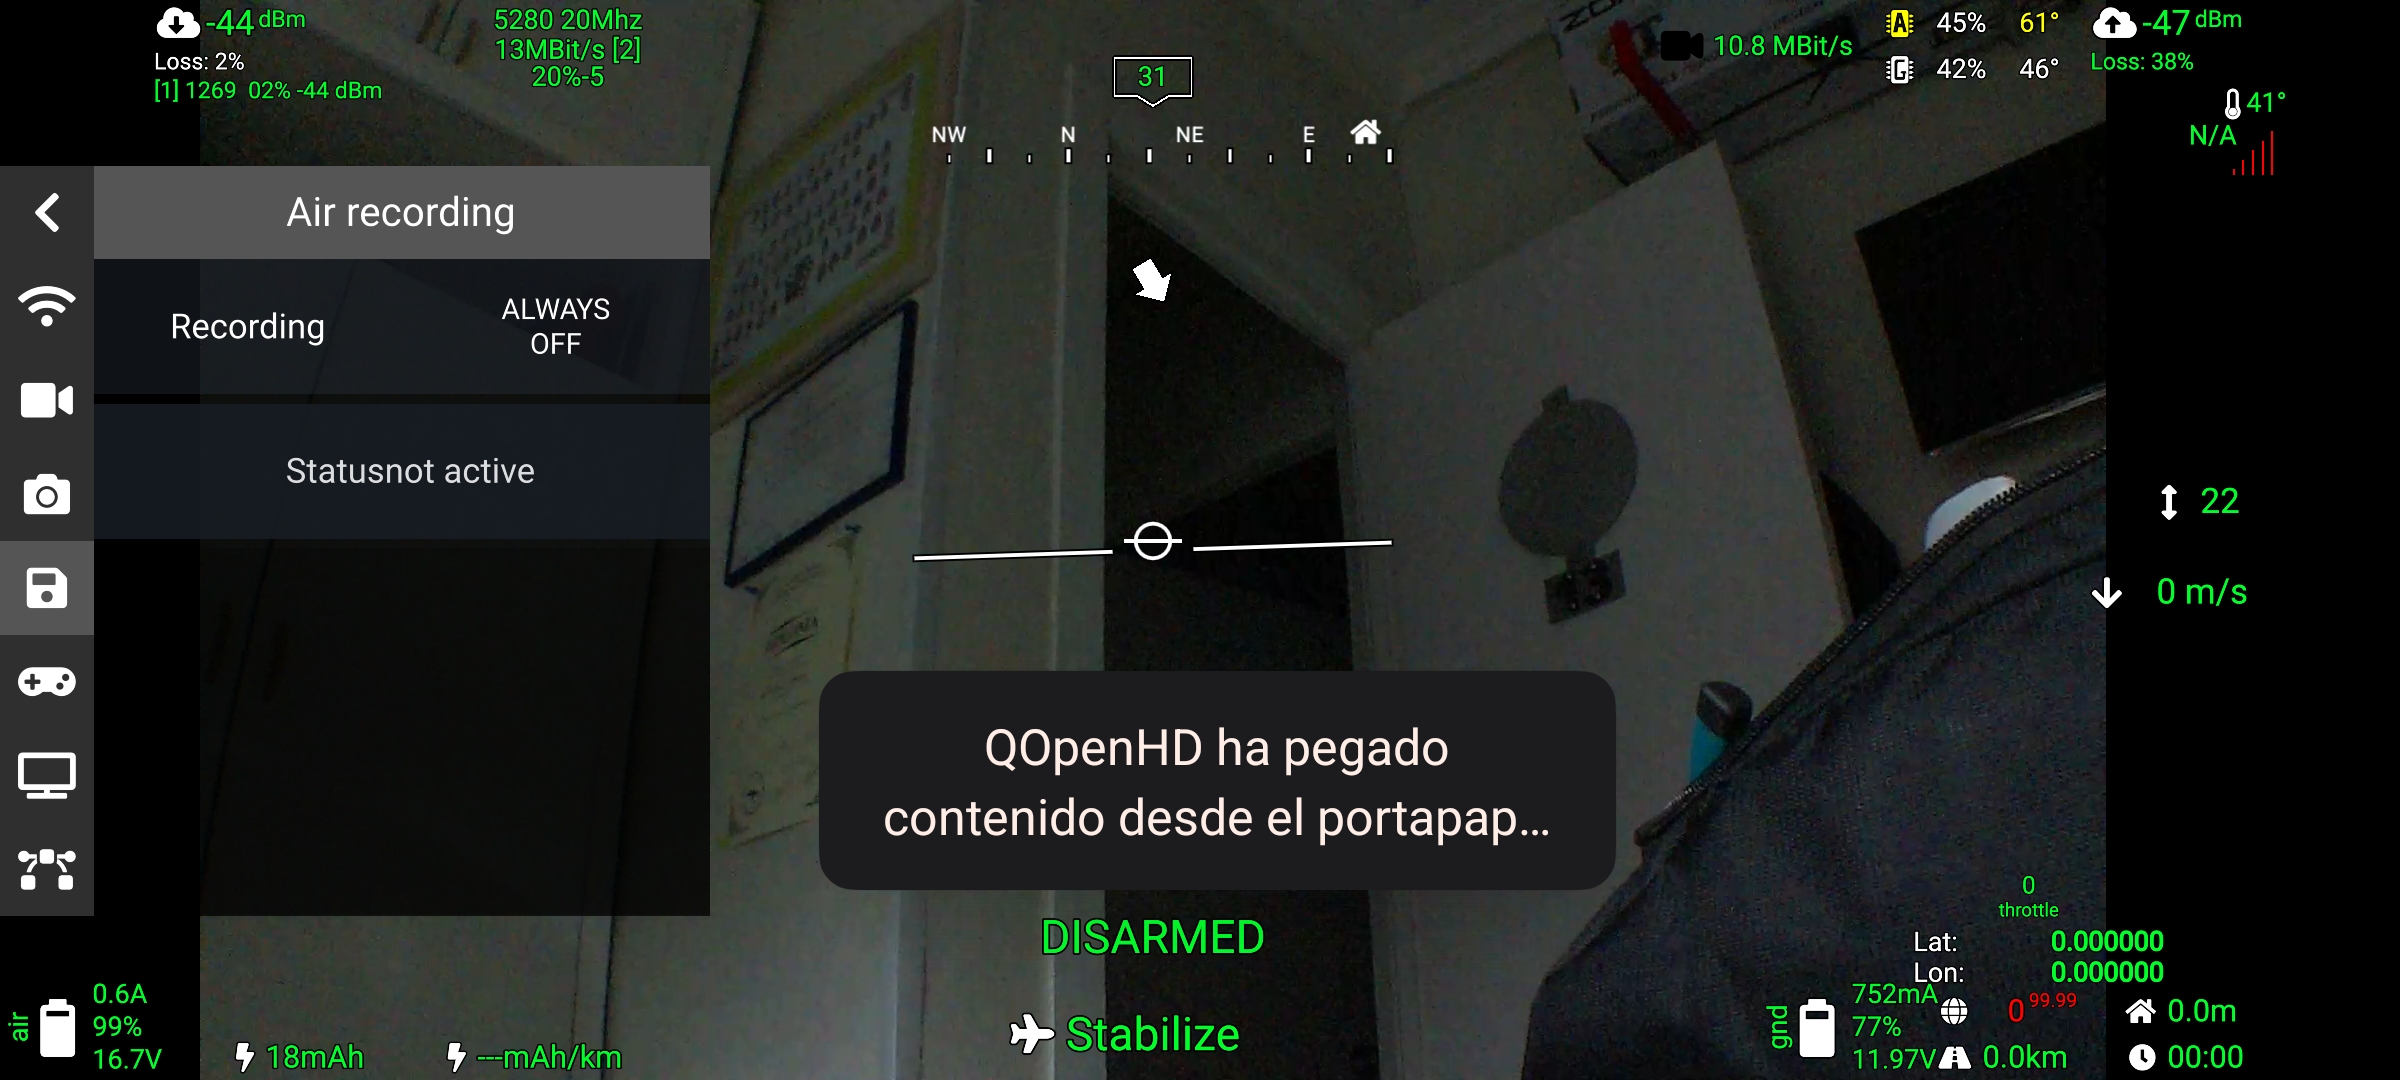 -44 dBm
Loss: 2%
[1] 1269 02% -44 dBm
5280 20Mhz
13MBit/s [2]
20%-5
31
NW N NE E
10.8 MBit/s
A 45% 61°
G 42% 46°
-47 dBm
Loss: 38%
41°
N/A
Air recording
Recording
ALWAYS
OFF
Statusnot active
22
0 m/s
QOpenHD ha pegado
contenido desde el portapap...
DISARMED
Stabilize
0
throttle
Lat: 0.000000
Lon: 0.000000
air
0.6A
99%
16.7V
18mAh
---mAh/km
gnd
752mA
77%
11.97V
0 99.99
0.0km
0.0m
00:00